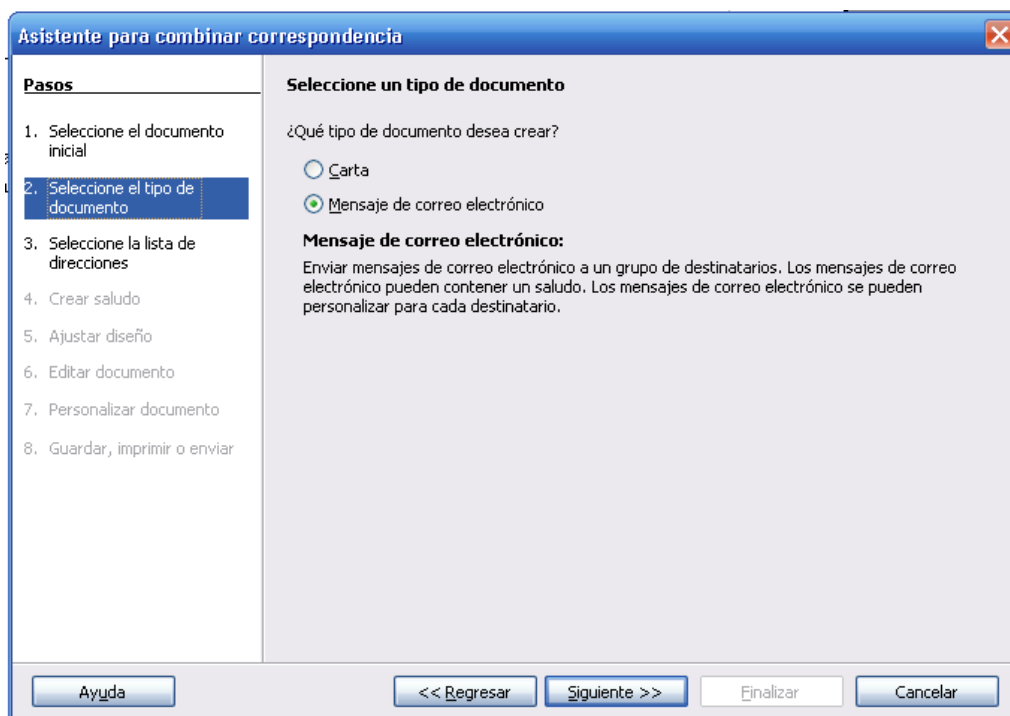 Asistente para combinar correspondencia
Pasos
1. Seleccione el documento
inicial
2. Seleccione el tipo de
documento
3. Seleccione la lista de
direcciones
4. Crear saludo
5. Ajustar diseño
6. Editar documento
7. Personalizar documento
8. Guardar, imprimir o enviar
Seleccione un tipo de documento
¿Qué tipo de documento desea crear?
Carta
Mensaje de correo electrónico
Mensaje de correo electrónico:
Enviar mensajes de correo electrónico a un grupo de destinatarios. Los mensajes de correo
electrónico pueden contener un saludo. Los mensajes de correo electrónico se pueden
personalizar para cada destinatario.
Ayuda
<< Regresar
Siguiente >>
Finalizar
Cancelar